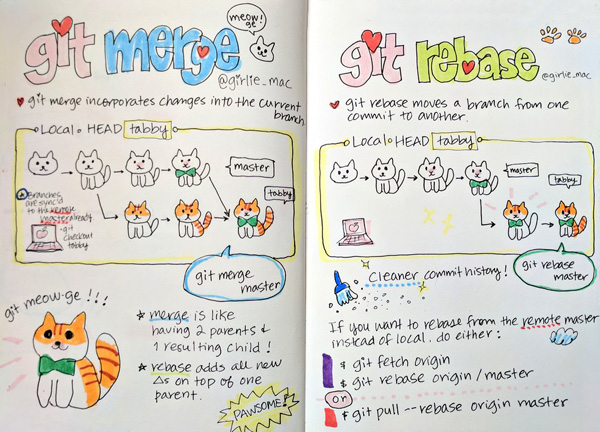 git merge
meow!
ge
@girlie_mac
git merge incorporates changes into the current
branch
Local HEAD tabby
master
tabby
Branches
are sync'd
to the remote
master already
git
checkout
tabby
git merge
master
git meow-ge !!!
merge is like
having 2 parents &
1 resulting child!
rebase adds all new
Δs on top of one
parent.
PAWSOME!
git rebase
@girlie_mac
git rebase moves a branch from one
commit to another.
Local HEAD tabby
master
tabby
git rebase
master
Cleaner commit history!
If you want to rebase from the remote master
instead of local, do either:
$ git fetch origin
$ git rebase origin/master
or
$ git pull --rebase origin master